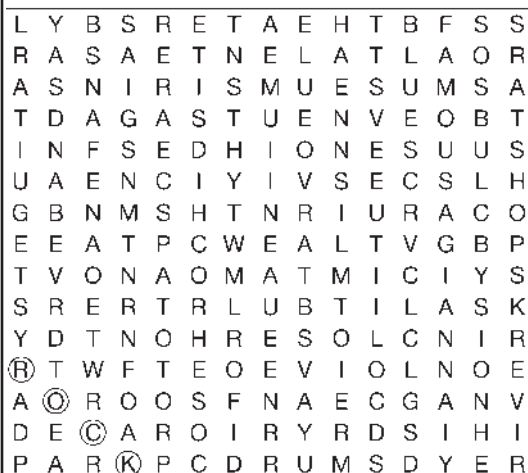 L Y B S R E T A E H T B F S S
R A S A E T N E L A T L A O R
A S N I R I S M U E S U M S A
T D A G A S T U E N V E O B T
I N F S E D H I O N E S U U S
U A E N C I Y I V S E C S L H
G B N M S H T N R I U R A C O
E E A T P C W E A L T V G B P
T V O N A O M A T M I C I Y S
S R E R T R L U B T I L A S K
Y D T N O H R E S O L C N I R
R T W F T E O E V I O L N O E
A O R O O S F N A E C G A N V
D E C A R O I R Y R D S I H I
P A R K P C D R U M S D Y E R